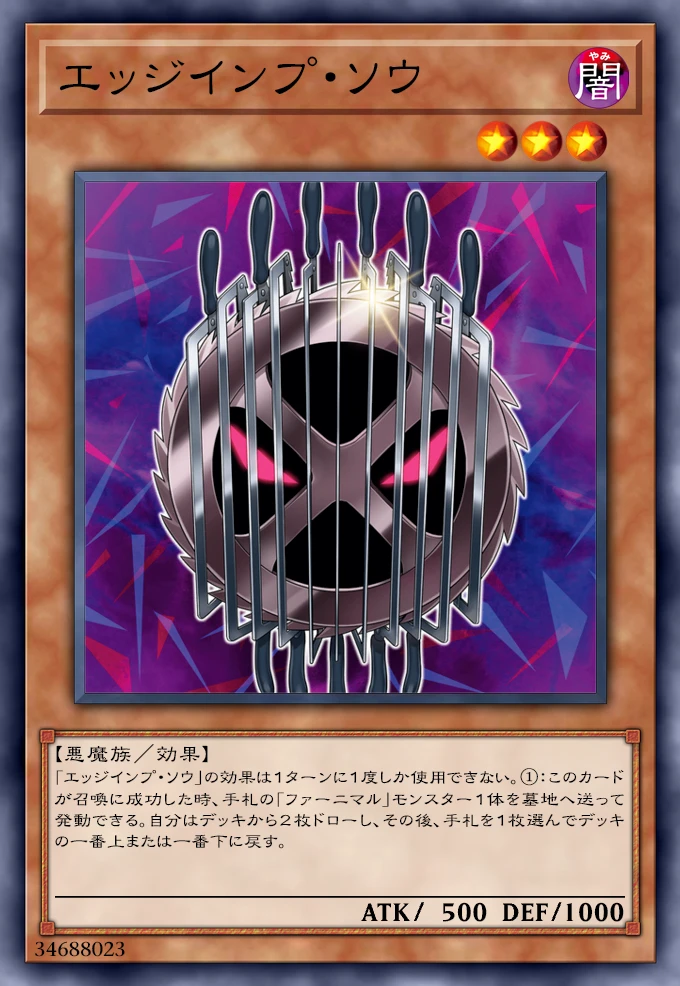 エッジインプ・ソウ
やみ
闇
【悪魔族／効果】
「エッジインプ・ソウ」の効果は１ターンに１度しか使用できない。①：このカード
が召喚に成功した時、手札の「ファーニマル」モンスター１体を墓地へ送って
発動できる。自分はデッキから２枚ドローし、その後、手札を１枚選んでデッキ
の一番上または一番下に戻す。
ATK/ 500 DEF/1000
34688023